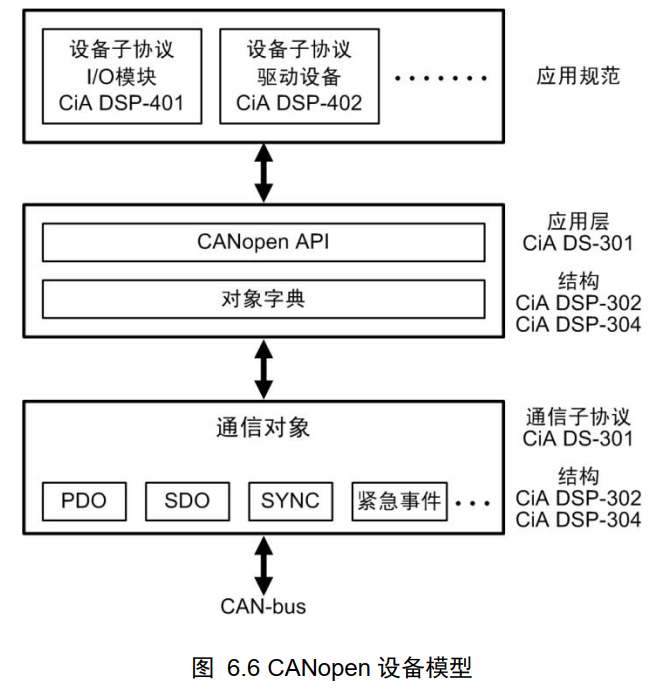 设备子协议
I/O模块
CiA DSP-401
设备子协议
驱动设备
CiA DSP-402
·······
应用规范
CANopen API
对象字典
应用层
CiA DS-301
结构
CiA DSP-302
CiA DSP-304
通信对象
PDO
SDO
SYNC
紧急事件
···
通信子协议
CiA DS-301
结构
CiA DSP-302
CiA DSP-304
CAN-bus
图 6.6 CANopen 设备模型